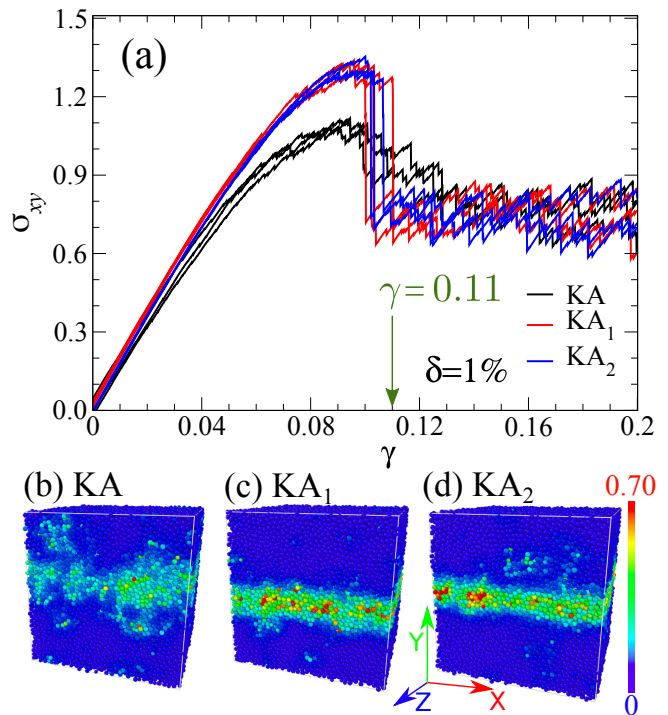 (a)
1.5
1.2
0.9
0.6
0.3
0.0
σxy
0 0.04 0.08 0.12 0.16 0.2
γ
γ = 0.11
δ=1%
KA
KA1
KA2
(b) KA (c) KA1 (d) KA2
0.70
0
Y
Z
X